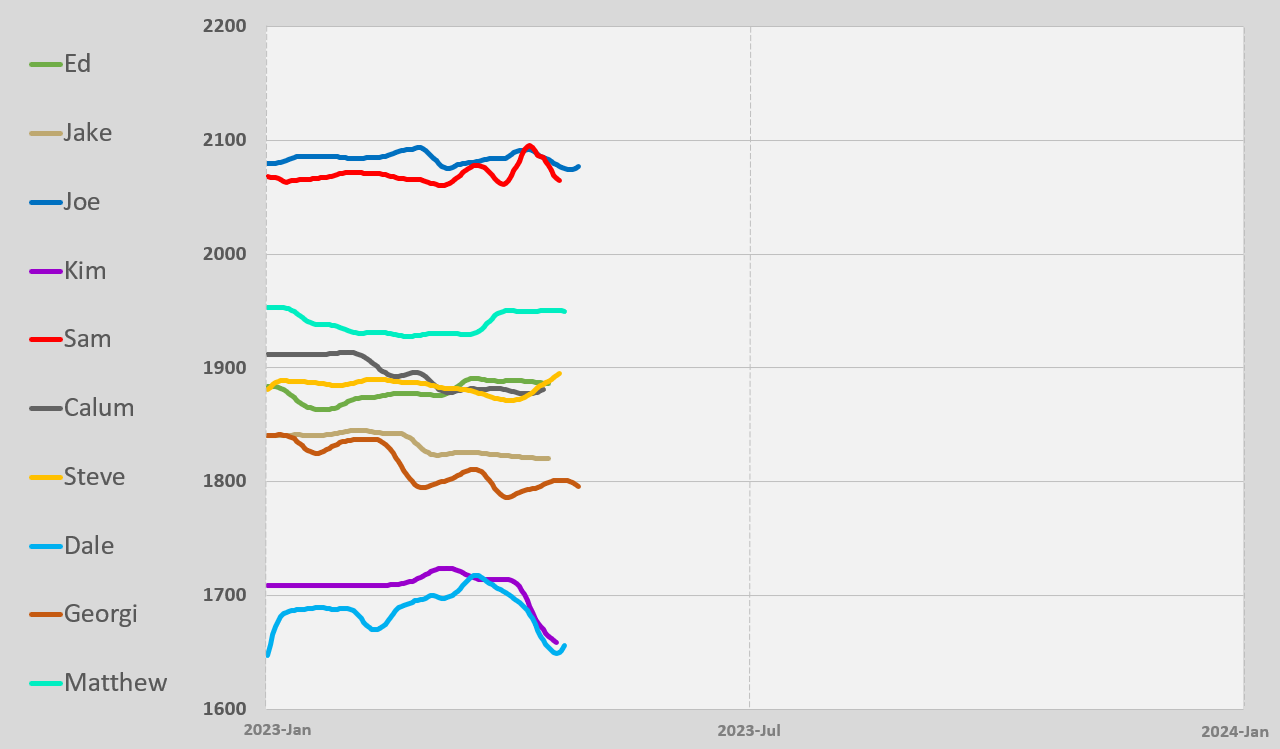 Ed
Jake
Joe
Kim
Sam
Calum
Steve
Dale
Georgi
Matthew
2200
2100
2000
1900
1800
1700
1600
2023-Jan
2023-Jul
2024-Jan